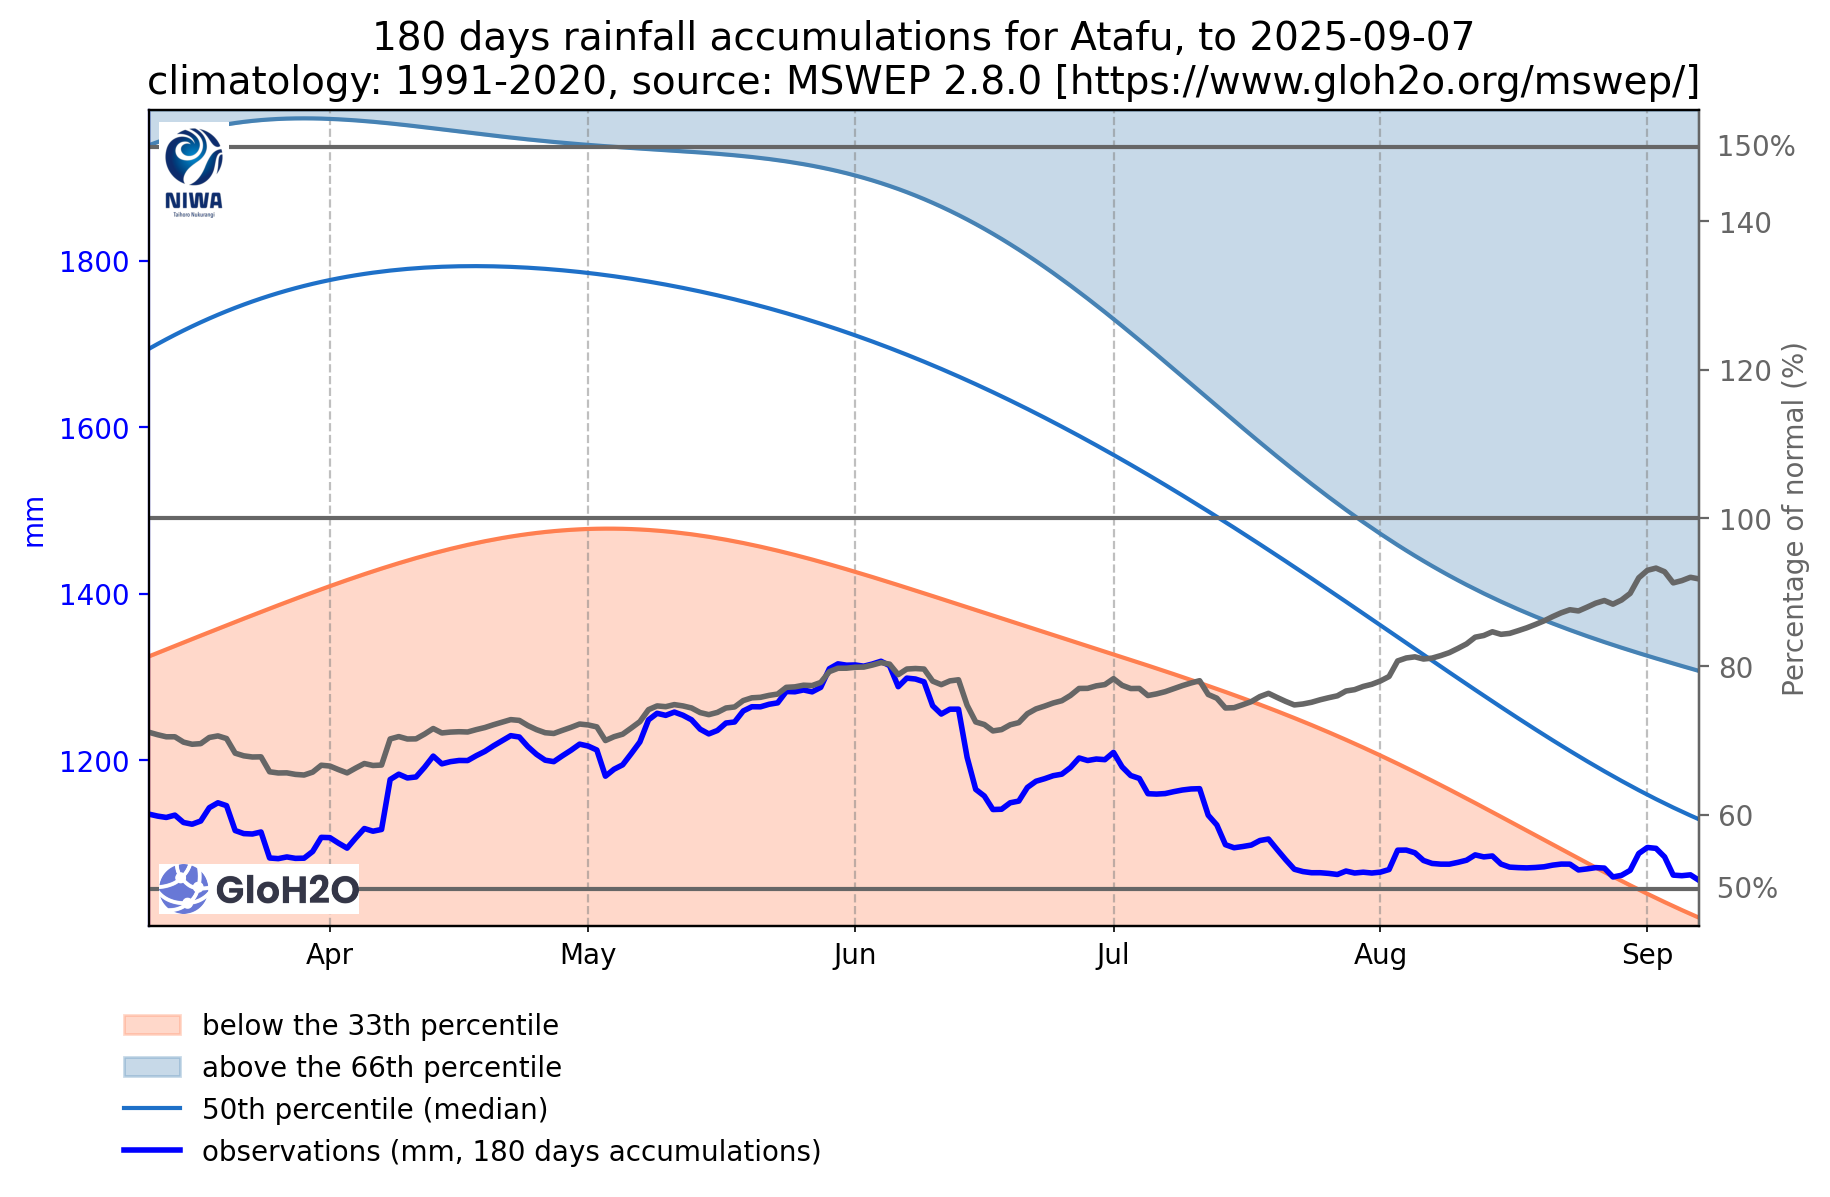 180 days rainfall accumulations for Atafu, to 2025-09-07
climatology: 1991-2020, source: MSWEP 2.8.0 [https://www.gloh2o.org/mswep/]
NIWA
Taihoro Nukurangi
1800
1600
1400
1200
mm
150%
140
120
100
80
60
50%
Percentage of normal (%)
GloH2O
Apr
May
Jun
Jul
Aug
Sep
below the 33th percentile
above the 66th percentile
50th percentile (median)
observations (mm, 180 days accumulations)